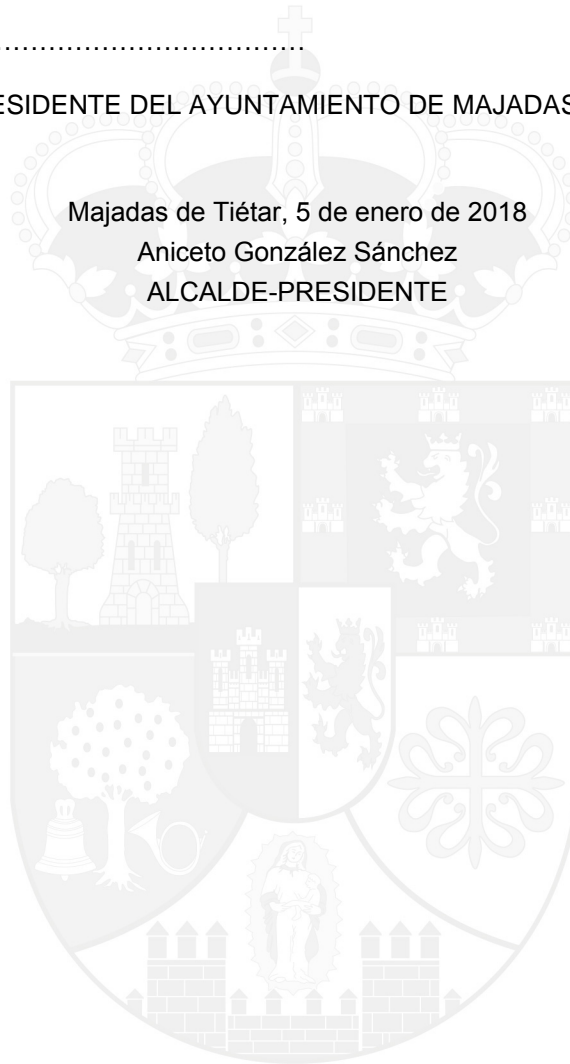 ……………………………
ESIDENTE DEL AYUNTAMIENTO DE MAJADAS
Majadas de Tiétar, 5 de enero de 2018
Aniceto González Sánchez
ALCALDE-PRESIDENTE